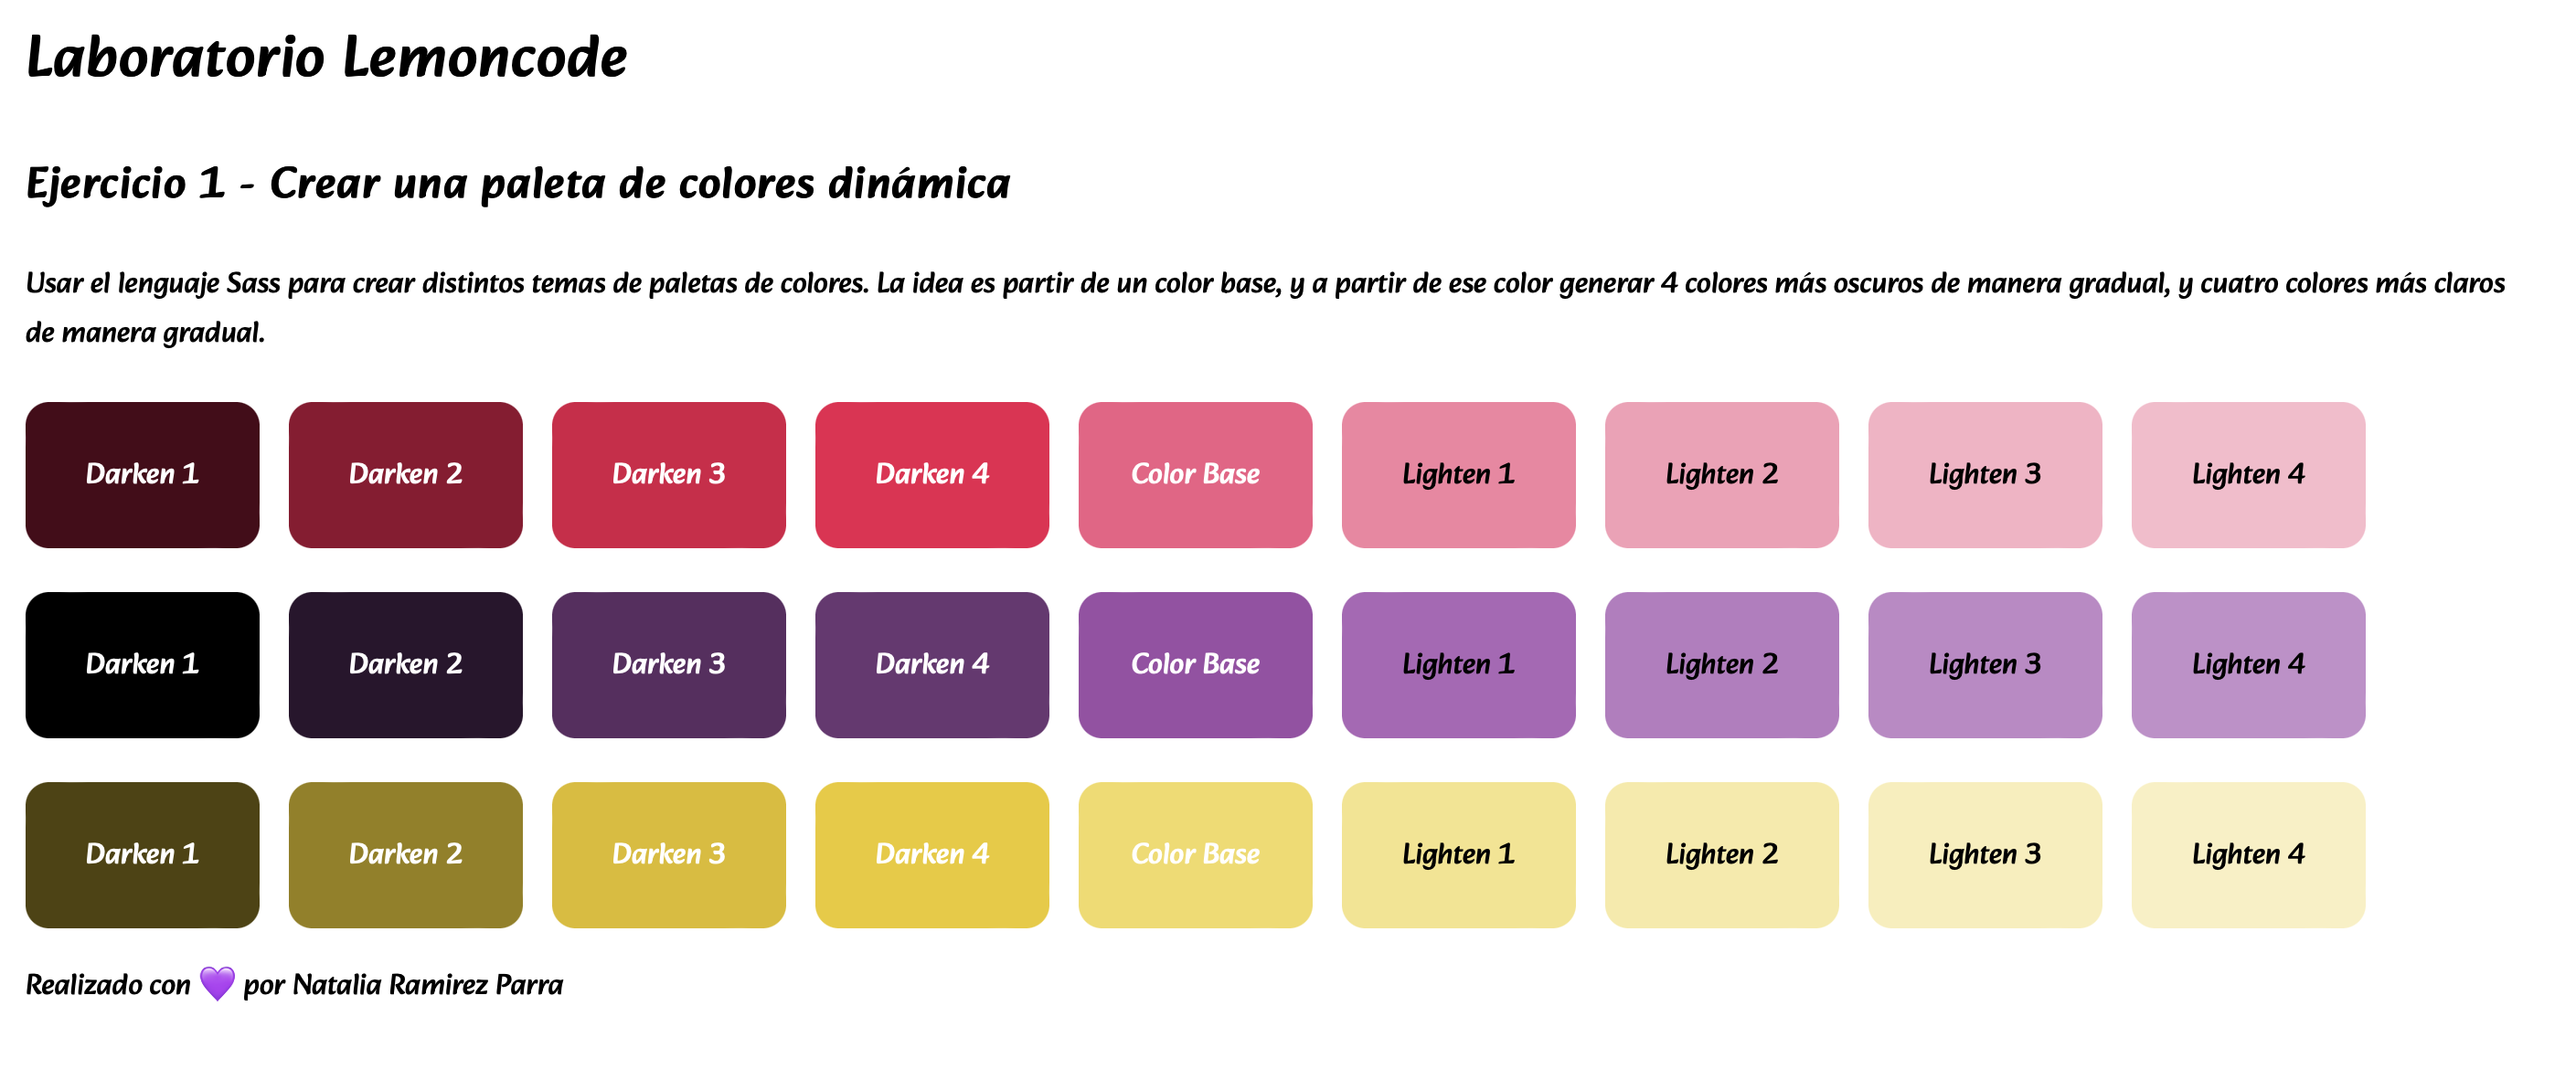 Laboratorio Lemoncode
Ejercicio 1 - Crear una paleta de colores dinámica
Usar el lenguaje Sass para crear distintos temas de paletas de colores. La idea es partir de un color base, y a partir de ese color generar 4 colores más oscuros de manera gradual, y cuatro colores más claros
de manera gradual.
Darken 1 Darken 2 Darken 3 Darken 4 Color Base Lighten 1 Lighten 2 Lighten 3 Lighten 4
Darken 1 Darken 2 Darken 3 Darken 4 Color Base Lighten 1 Lighten 2 Lighten 3 Lighten 4
Darken 1 Darken 2 Darken 3 Darken 4 Color Base Lighten 1 Lighten 2 Lighten 3 Lighten 4
Realizado con 💜 por Natalia Ramirez Parra